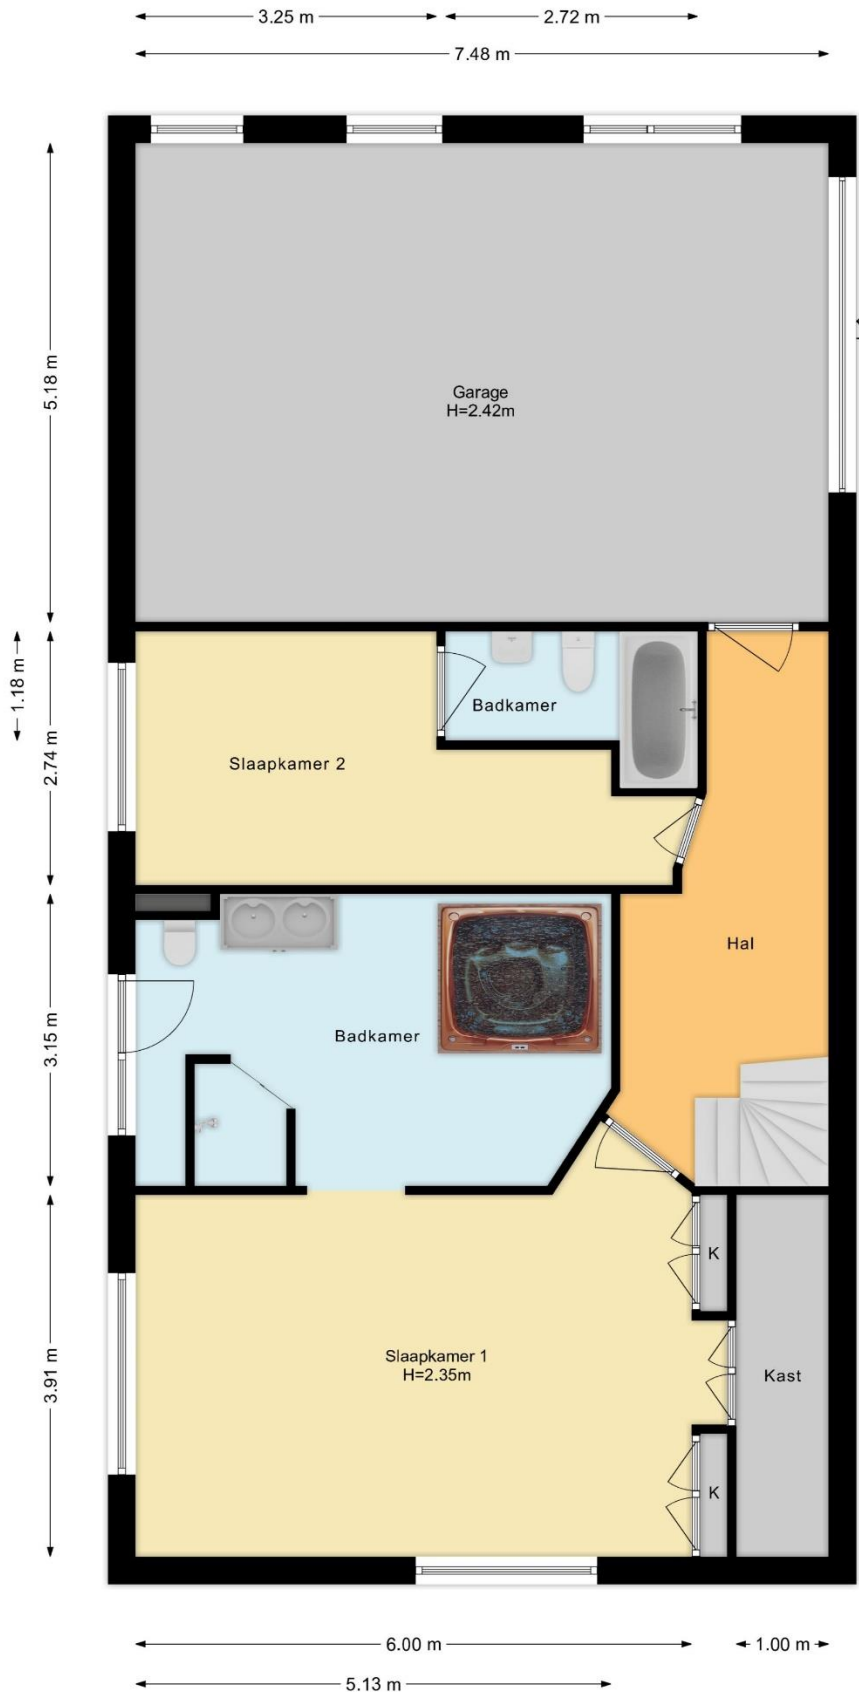 3.25 m
2.72 m
7.48 m
5.18 m
Garage
H=2.42m
1.18 m
2.74 m
Badkamer
Slaapkamer 2
Hal
3.15 m
Badkamer
K
3.91 m
Slaapkamer 1
H=2.35m
Kast
K
6.00 m
1.00 m
5.13 m